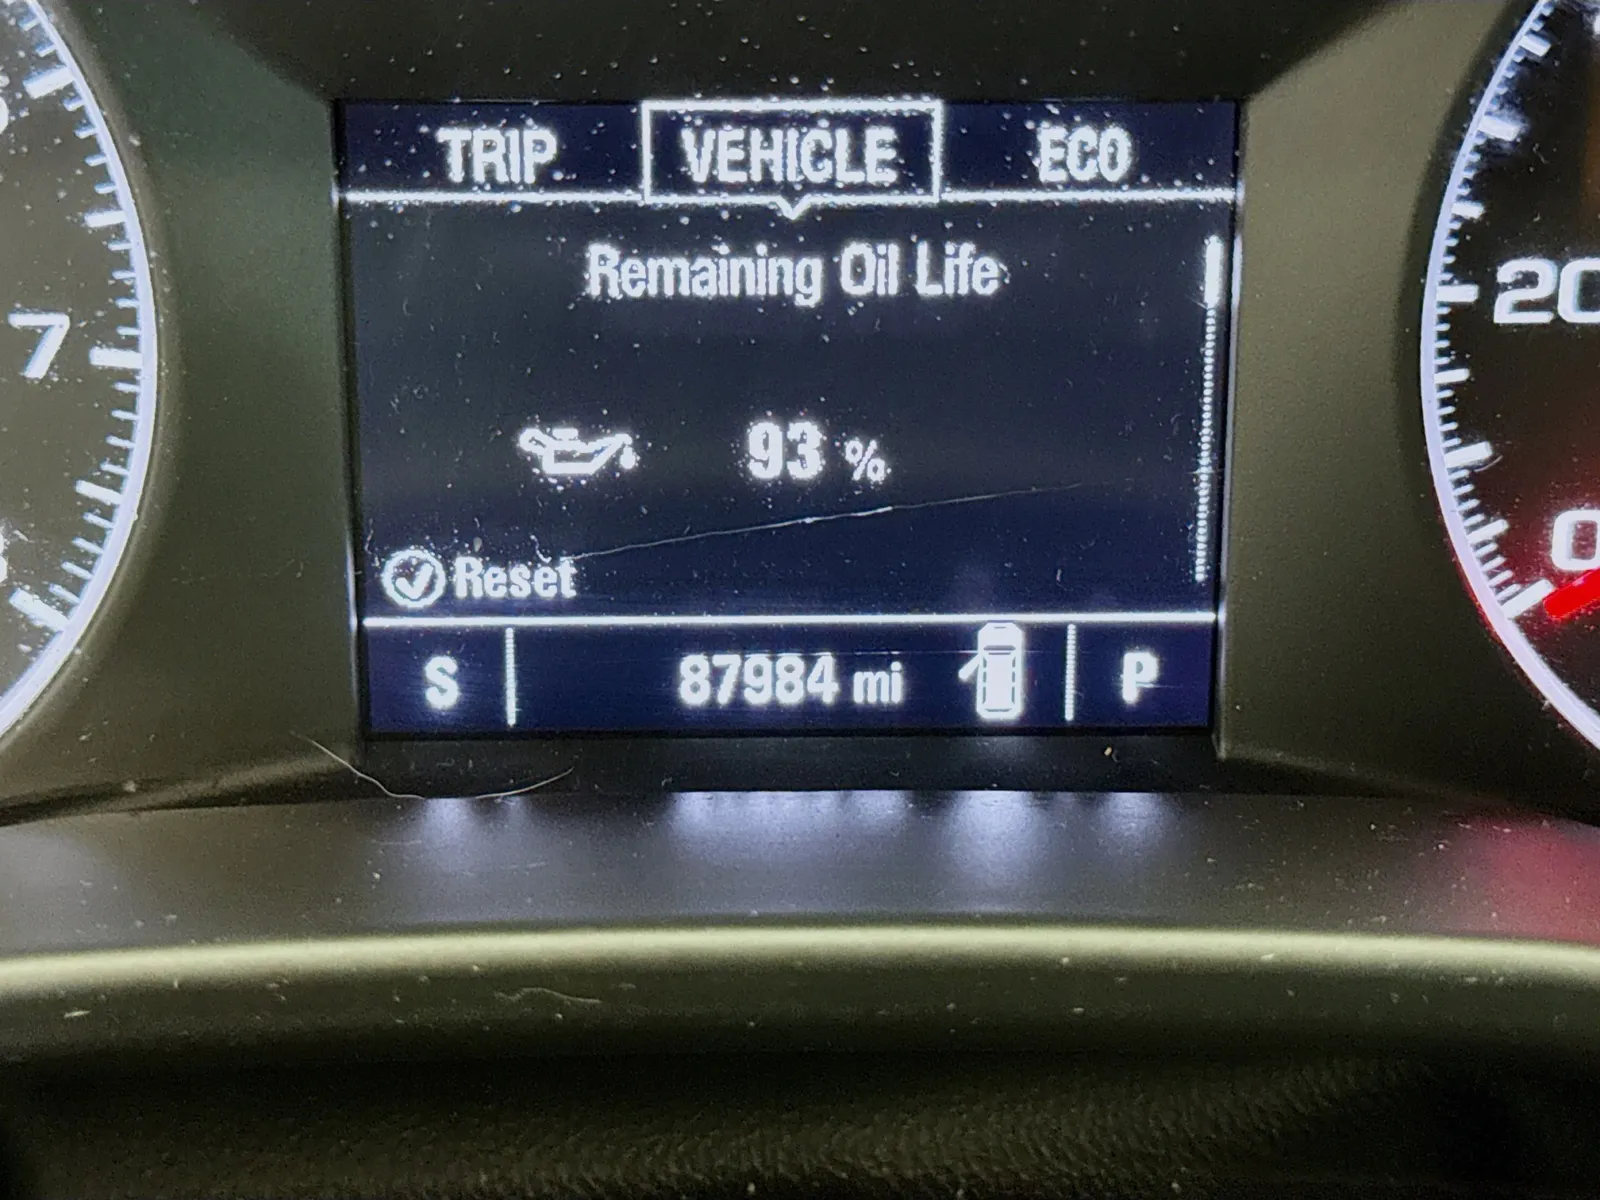 TRIP VEHICLE ECO
Remaining Oil Life
7
20
93 %
0
Reset
S 87984 mi P